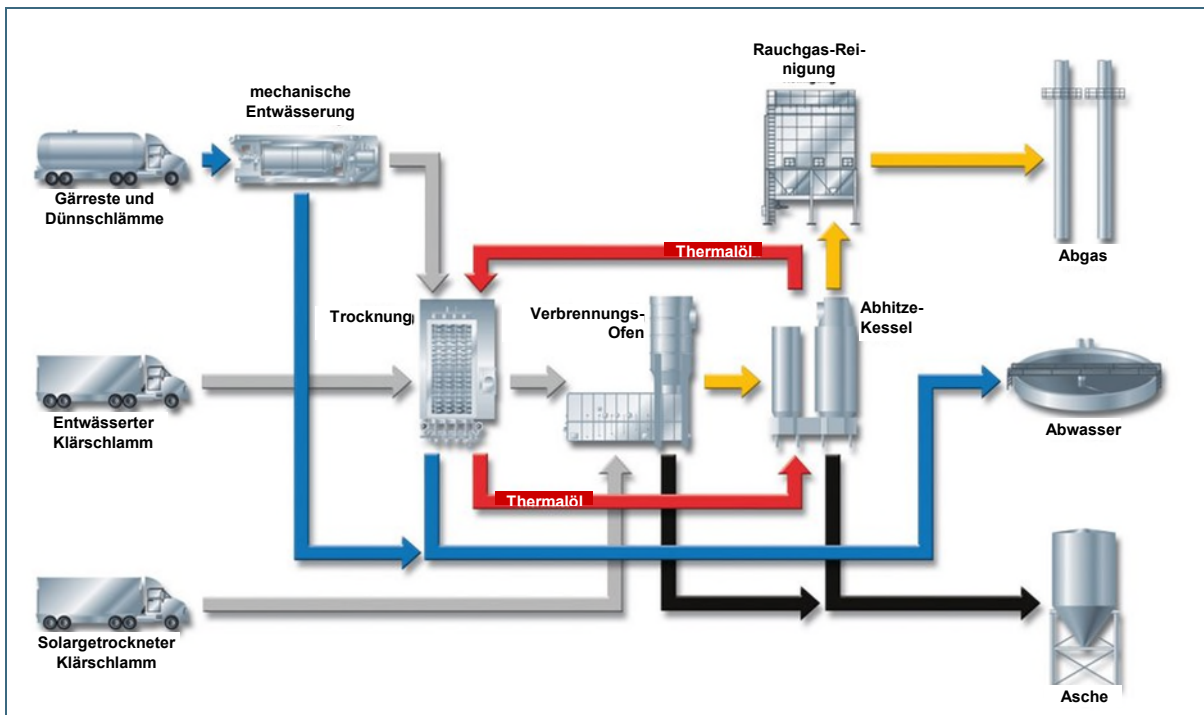 Rauchgas-Rei-
nigung
mechanische
Entwässerung
Gärreste und
Dünnschlämme
Thermalöl
Abgas
Trocknung
Verbrennungs-
Ofen
Abhitze-
Kessel
Entwässerter
Klärschlamm
Abwasser
Thermalöl
Solargetrockneter
Klärschlamm
Asche